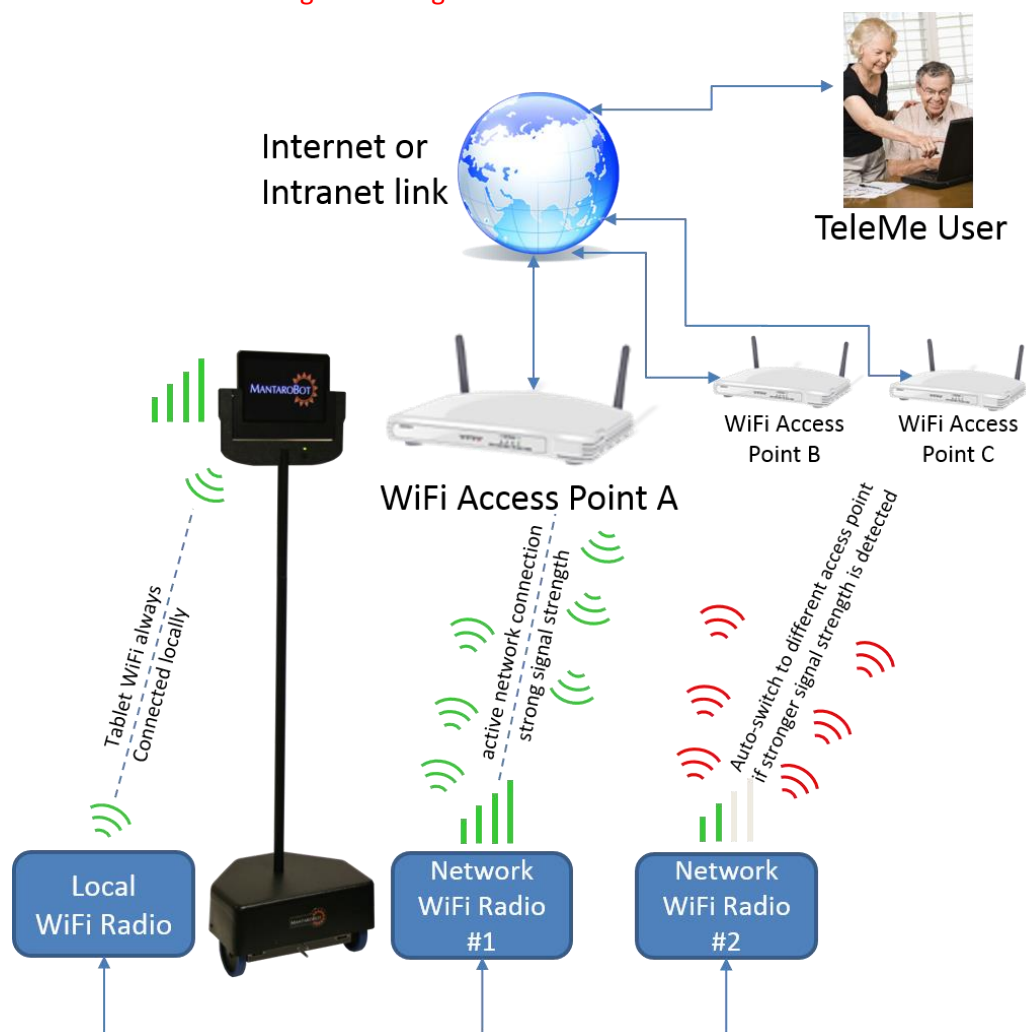 Internet or
Intranet link
TeleMe User
MANTAROBOT
WiFi Access
Point B
WiFi Access
Point C
WiFi Access Point A
Tablet WiFi always
Connected locally
active network connection
strong signal strength
Auto-switch to different access point
if stronger signal strength is detected
Local
WiFi Radio
MANTAROBOT
Network
WiFi Radio
#1
Network
WiFi Radio
#2